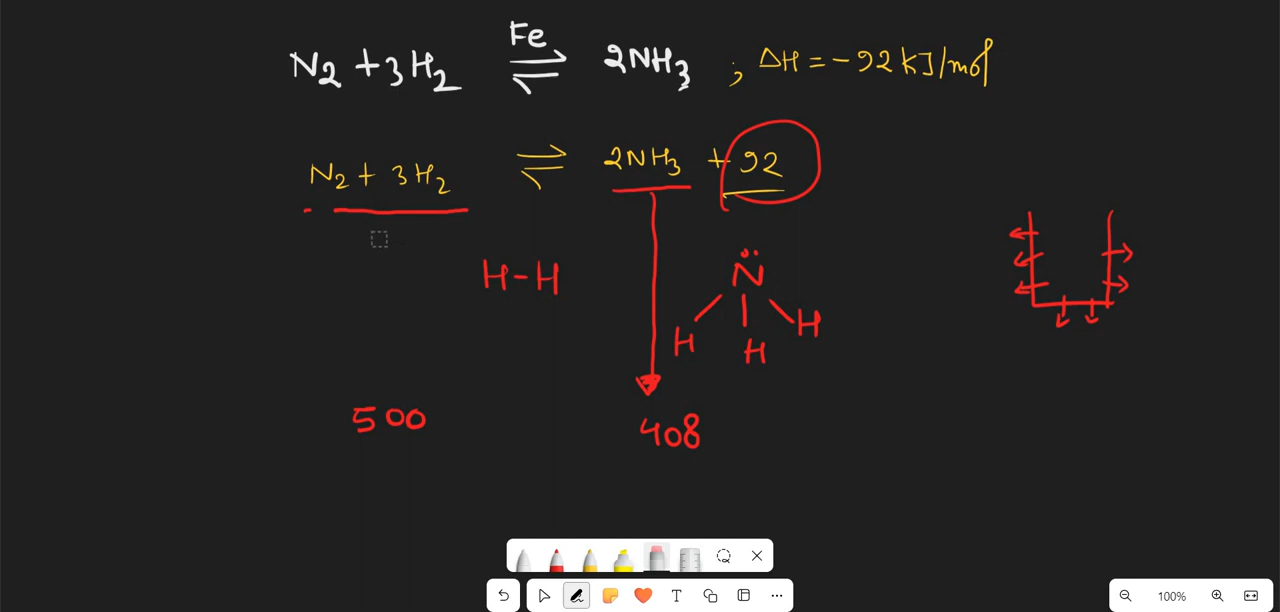 N2 + 3H2 Fe ⇌ 2NH3 ; ΔH = -92 kJ/mol
N2 + 3H2 ⇌ 2NH3 + 92
H-H
N̈
H H H
500 408
T
100%